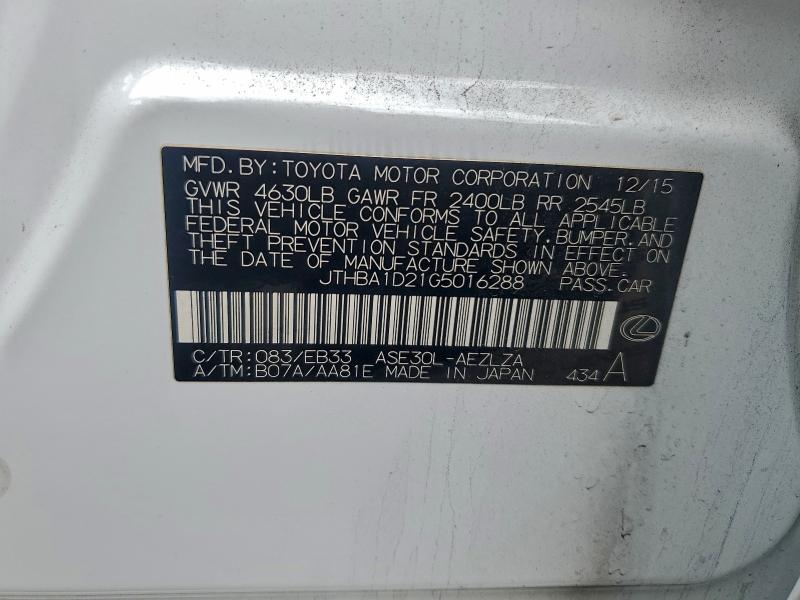 MFD. BY: TOYOTA MOTOR CORPORATION 12/15
GVWR 4630LB GAWR FR 2400LB RR 2545LB
THIS VEHICLE CONFORMS TO ALL APPLICABLE
FEDERAL MOTOR VEHICLE SAFETY, BUMPER, AND
THEFT PREVENTION STANDARDS IN EFFECT ON
THE DATE OF MANUFACTURE SHOWN ABOVE.
JTHBA1D21G5016288 PASS. CAR
C/TR: 083/EB33 ASE30L-AEZLZA
A/TM: B07A/AA81E MADE IN JAPAN 434 A